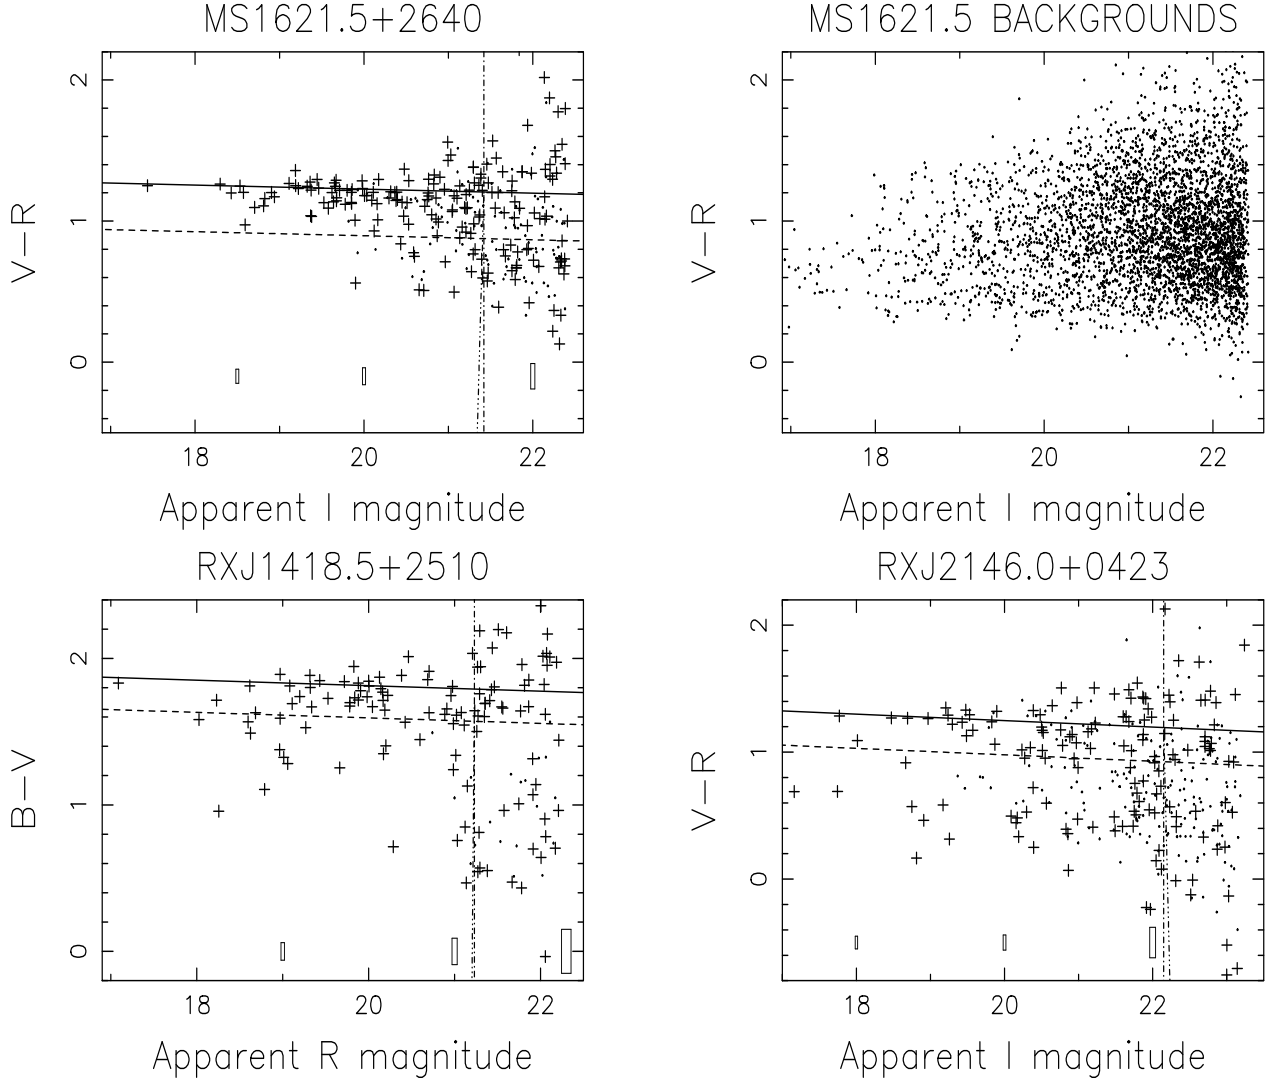 MS1621.5+2640
MS1621.5 BACKGROUNDS
V−R
2
1
0
18 20 22
Apparent I magnitude
V−R
2
1
0
18 20 22
Apparent I magnitude
RXJ1418.5+2510
RXJ2146.0+0423
B−V
2
1
0
18 20 22
Apparent R magnitude
V−R
2
1
0
18 20 22
Apparent I magnitude